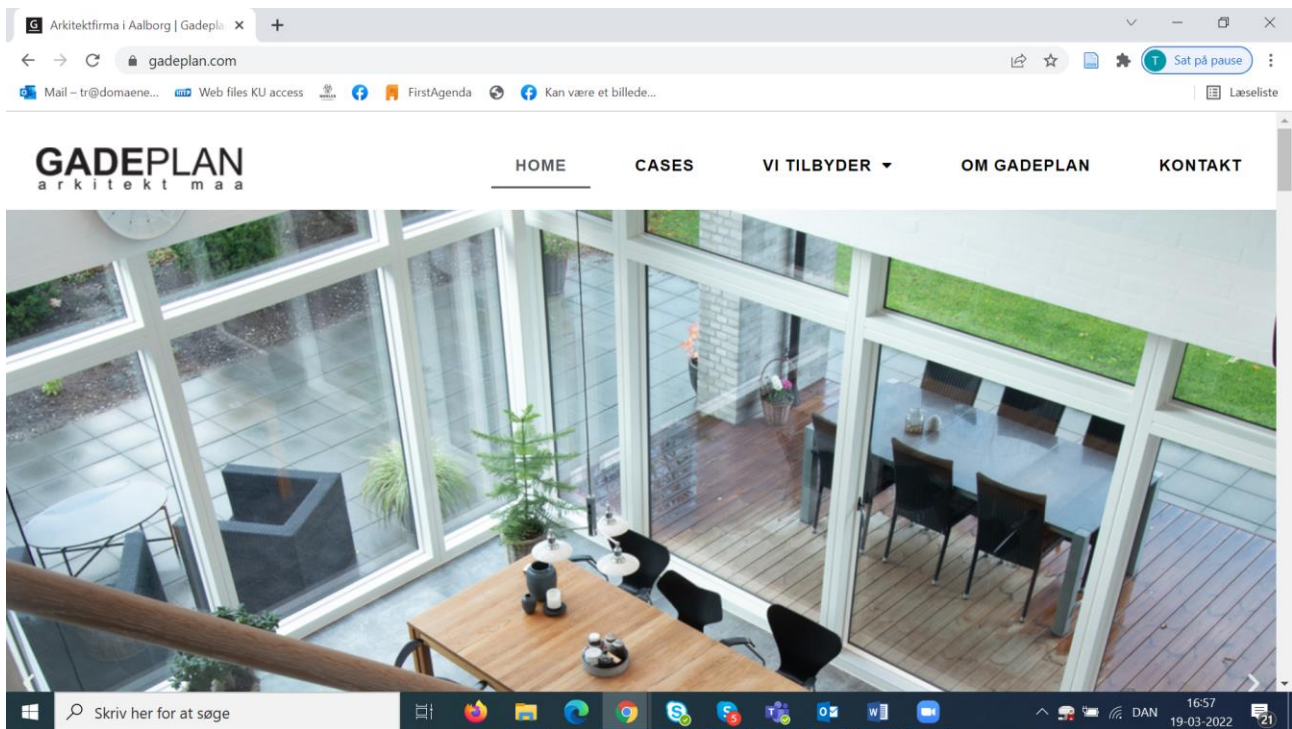 G Arkitektfirma i Aalborg | Gadepla
gadeplan.com
T Sat på pause
Mail – tr@domaene... Web files KU access FirstAgenda Kan være et billede... Læseliste
GADEPLAN
arkitekt maa
HOME CASES VI TILBYDER OM GADEPLAN KONTAKT
Skriv her for at søge
DAN
16:57
19-03-2022
21